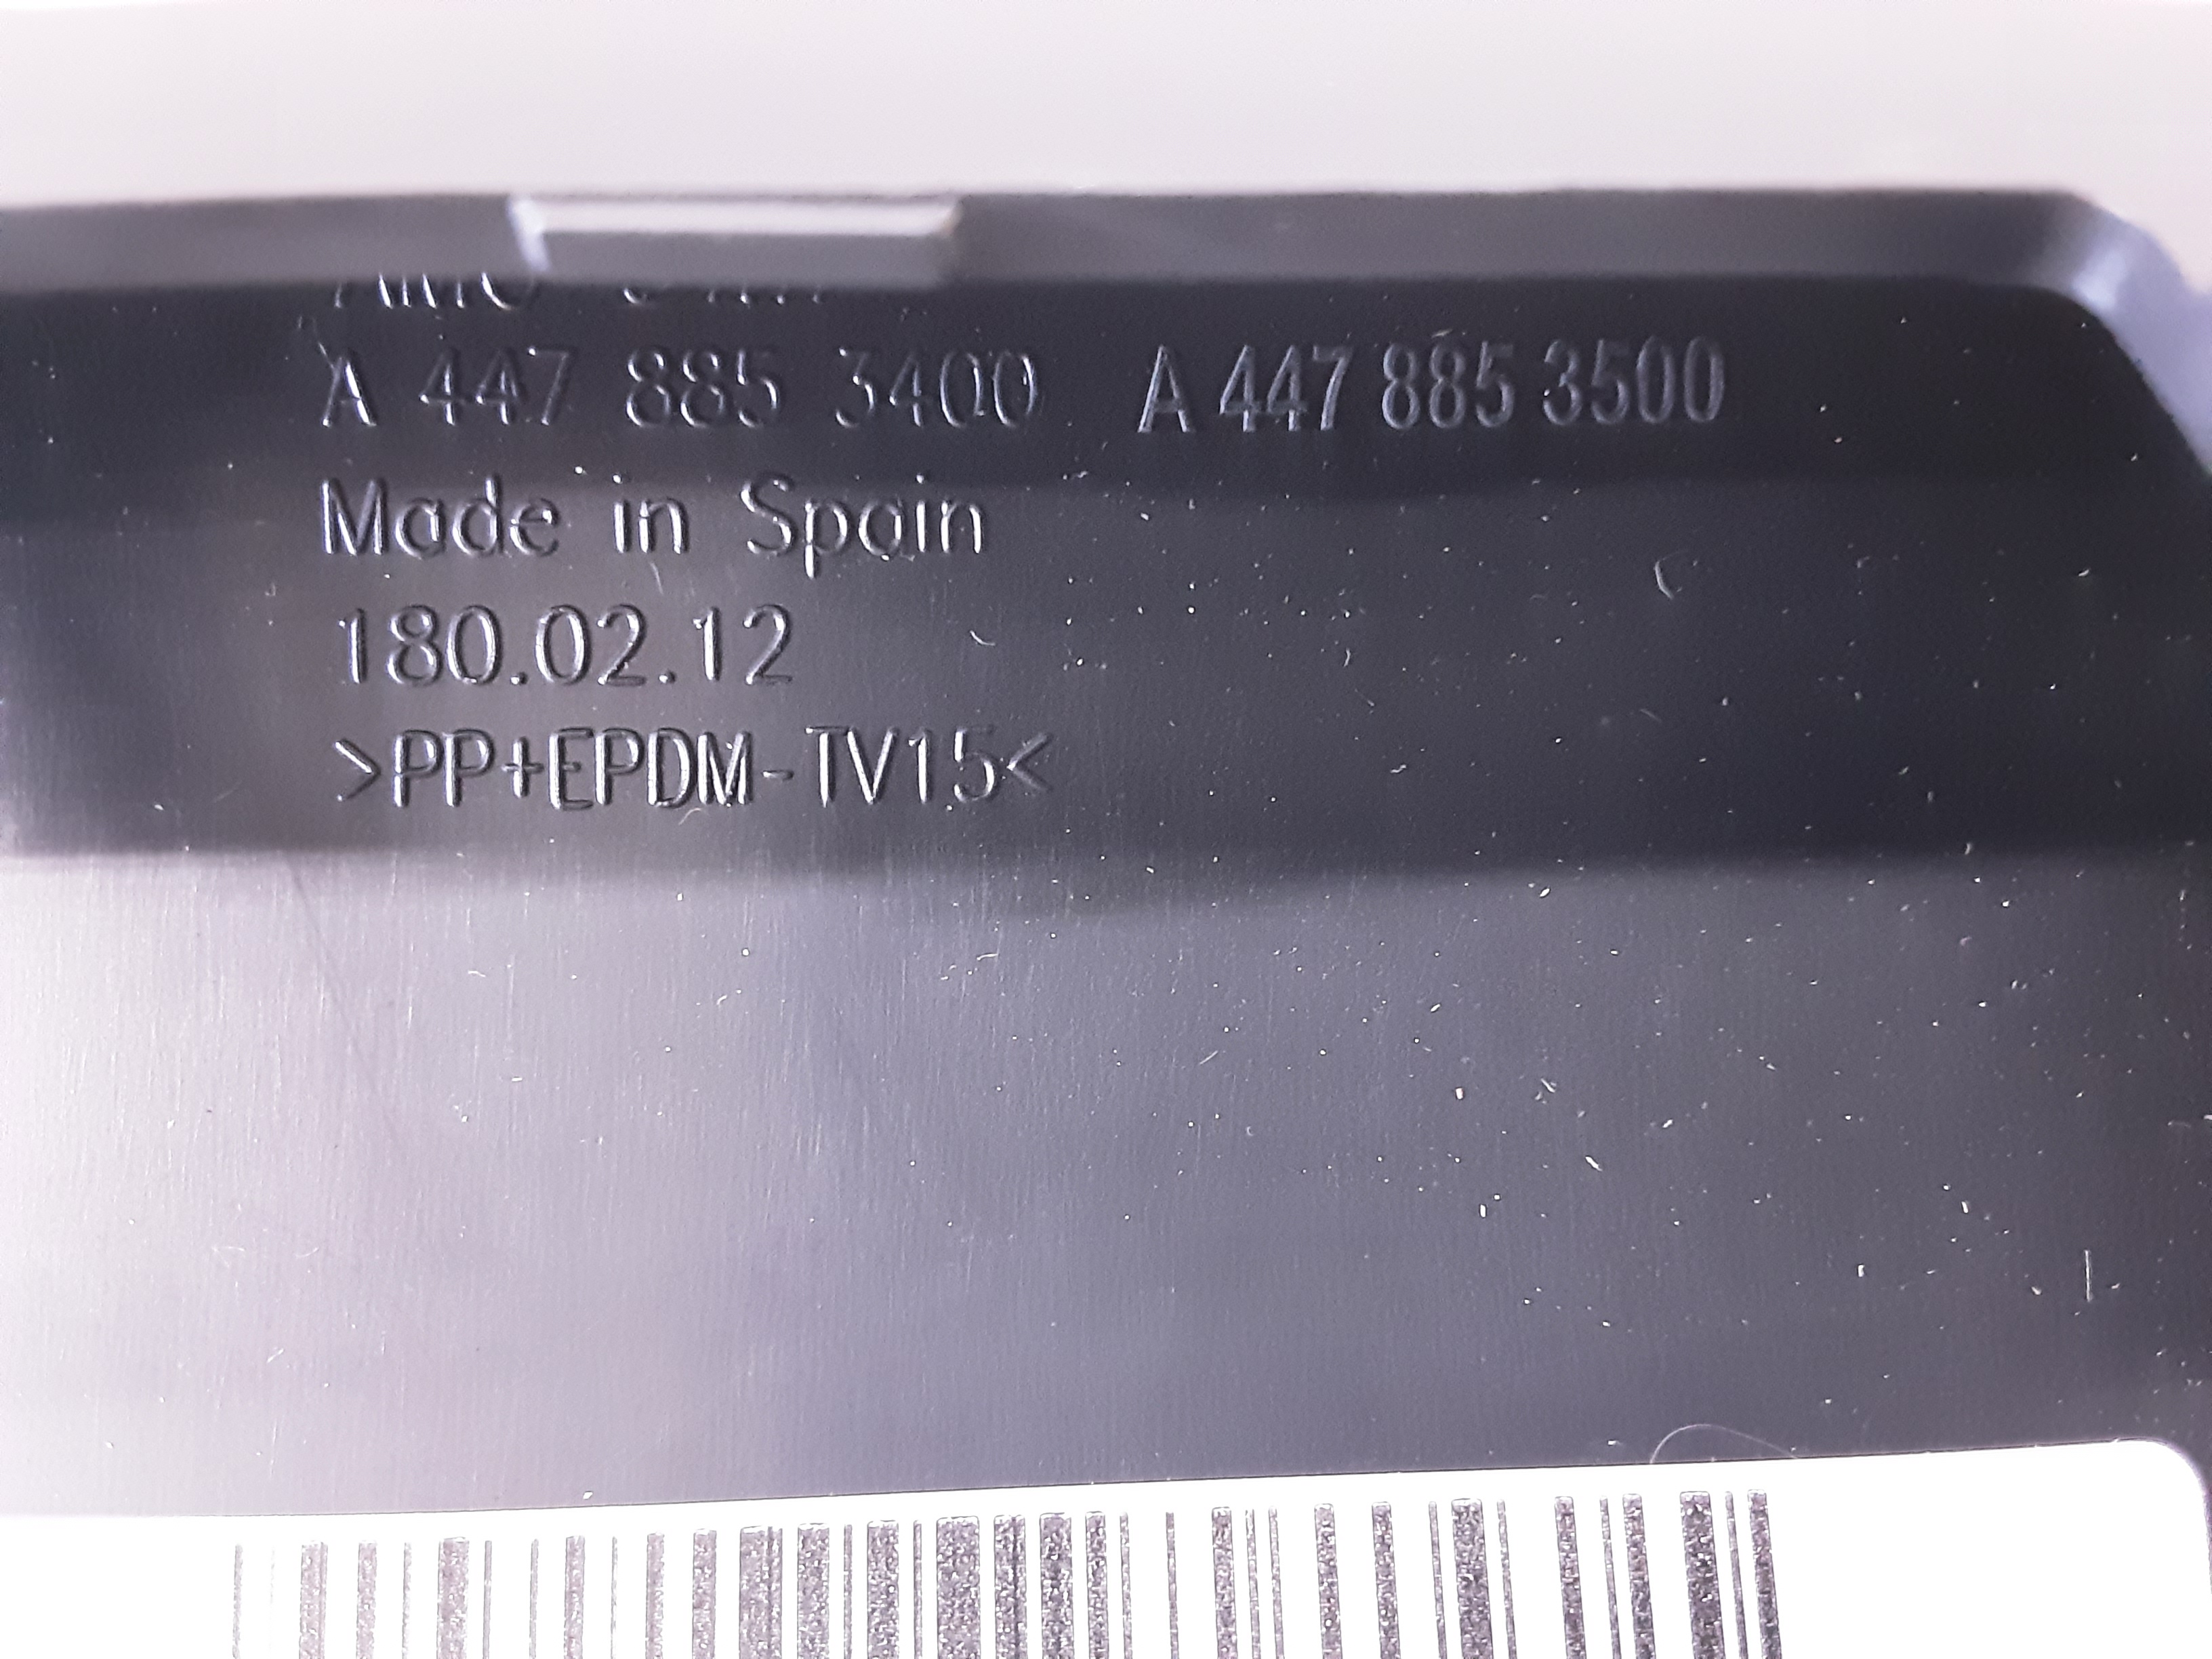 A 447 885 3400 A 447 885 3500
Made in Spain
180.02.12
>PP+EPDM-TV15<